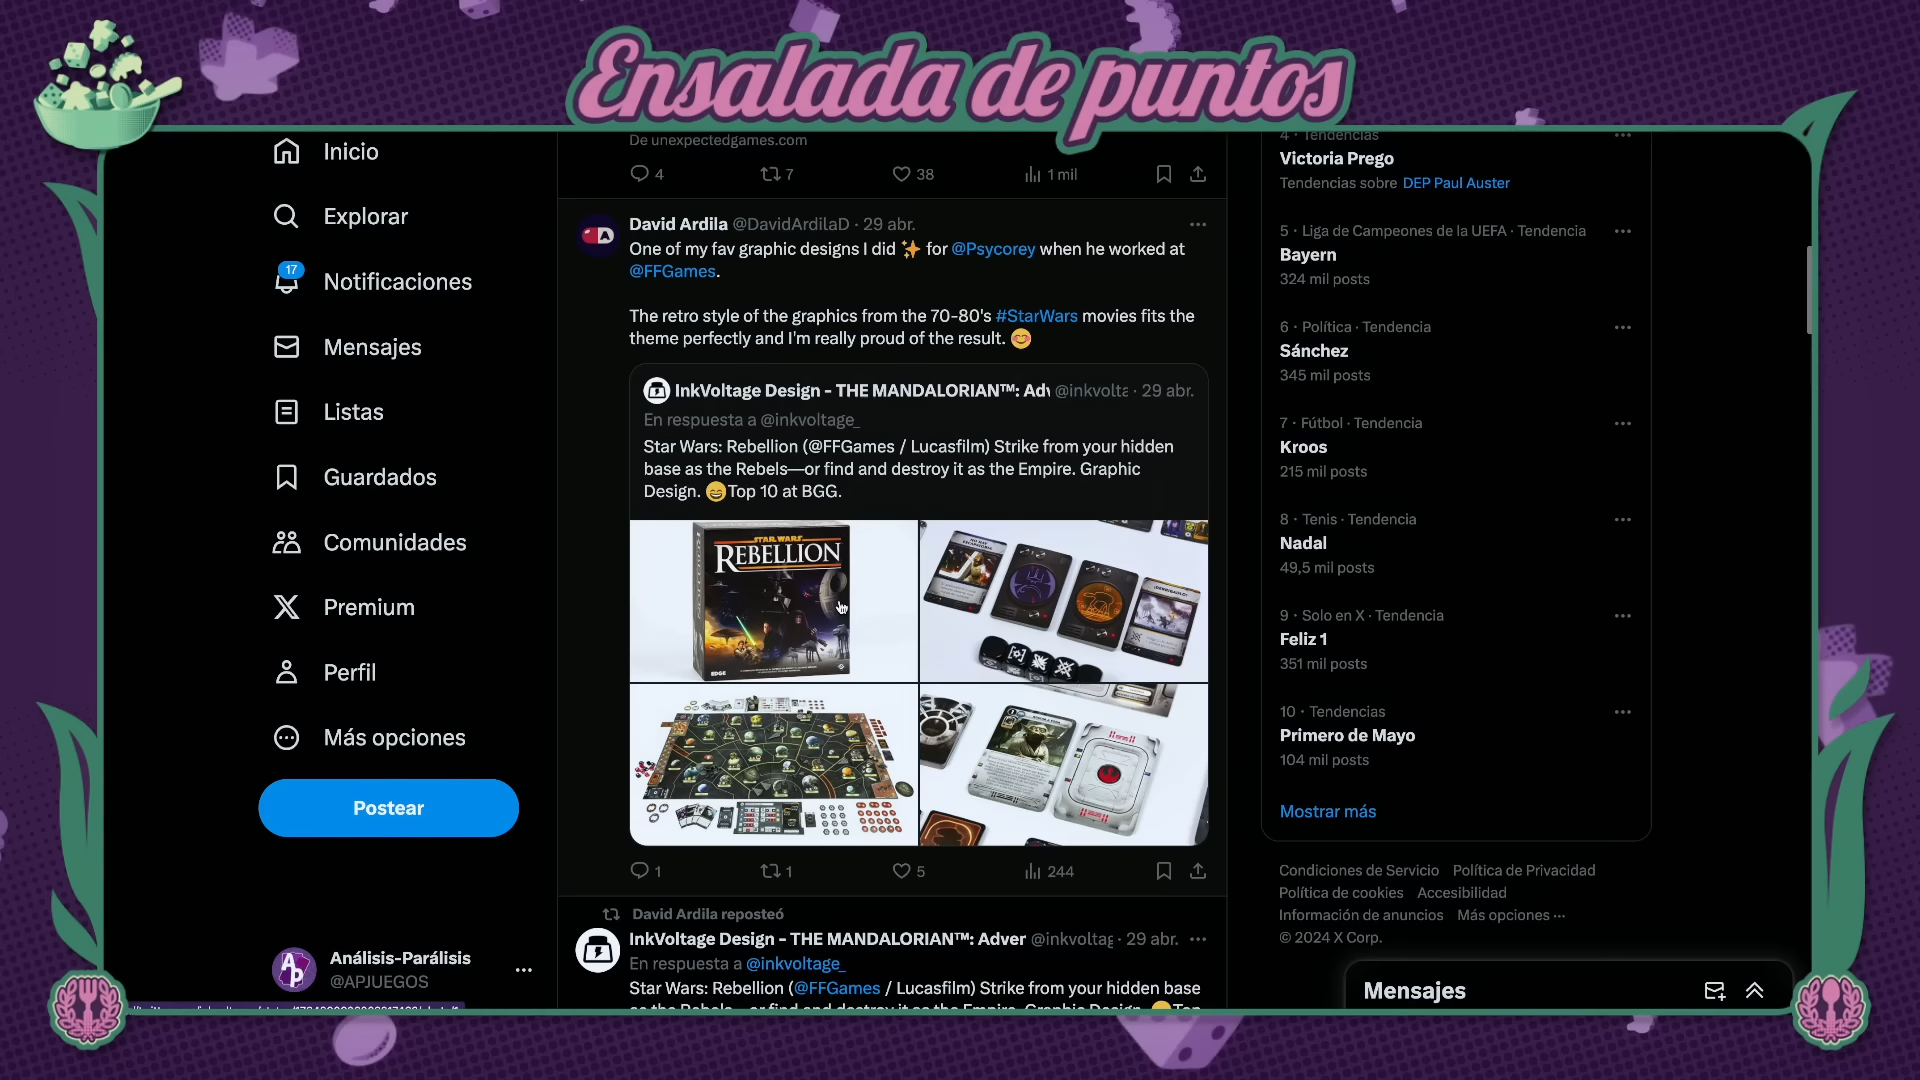 Ensalada de puntos
Inicio
Explorar
17
Notificaciones
Mensajes
Listas
Guardados
Comunidades
Premium
Perfil
Más opciones
Postear
Análisis-Parálisis
@APJUEGOS
AP
De unexpectedgames.com
4 7 38 1 mil
David Ardila @DavidArdilaD · 29 abr.
One of my fav graphic designs I did ✨ for @Psycorey when he worked at
@FFGames.
The retro style of the graphics from the 70-80's #StarWars movies fits the
theme perfectly and I'm really proud of the result. 😊
InkVoltage Design - THE MANDALORIAN™: Adv @inkvolta · 29 abr.
En respuesta a @inkvoltage_
Star Wars: Rebellion (@FFGames / Lucasfilm) Strike from your hidden
base as the Rebels—or find and destroy it as the Empire. Graphic
Design. 😄Top 10 at BGG.
STAR WARS
REBELLION
EDGE
1 1 5 244
David Ardila reposteó
InkVoltage Design - THE MANDALORIAN™: Adver @inkvoltag · 29 abr.
En respuesta a @inkvoltage_
Star Wars: Rebellion (@FFGames / Lucasfilm) Strike from your hidden base
4 · Tendencias
Victoria Prego
Tendencias sobre DEP Paul Auster
5 · Liga de Campeones de la UEFA · Tendencia
Bayern
324 mil posts
6 · Política · Tendencia
Sánchez
345 mil posts
7 · Fútbol · Tendencia
Kroos
215 mil posts
8 · Tenis · Tendencia
Nadal
49,5 mil posts
9 · Solo en X · Tendencia
Feliz 1
351 mil posts
10 · Tendencias
Primero de Mayo
104 mil posts
Mostrar más
Condiciones de Servicio Política de Privacidad
Política de cookies Accesibilidad
Información de anuncios Más opciones ···
© 2024 X Corp.
Mensajes